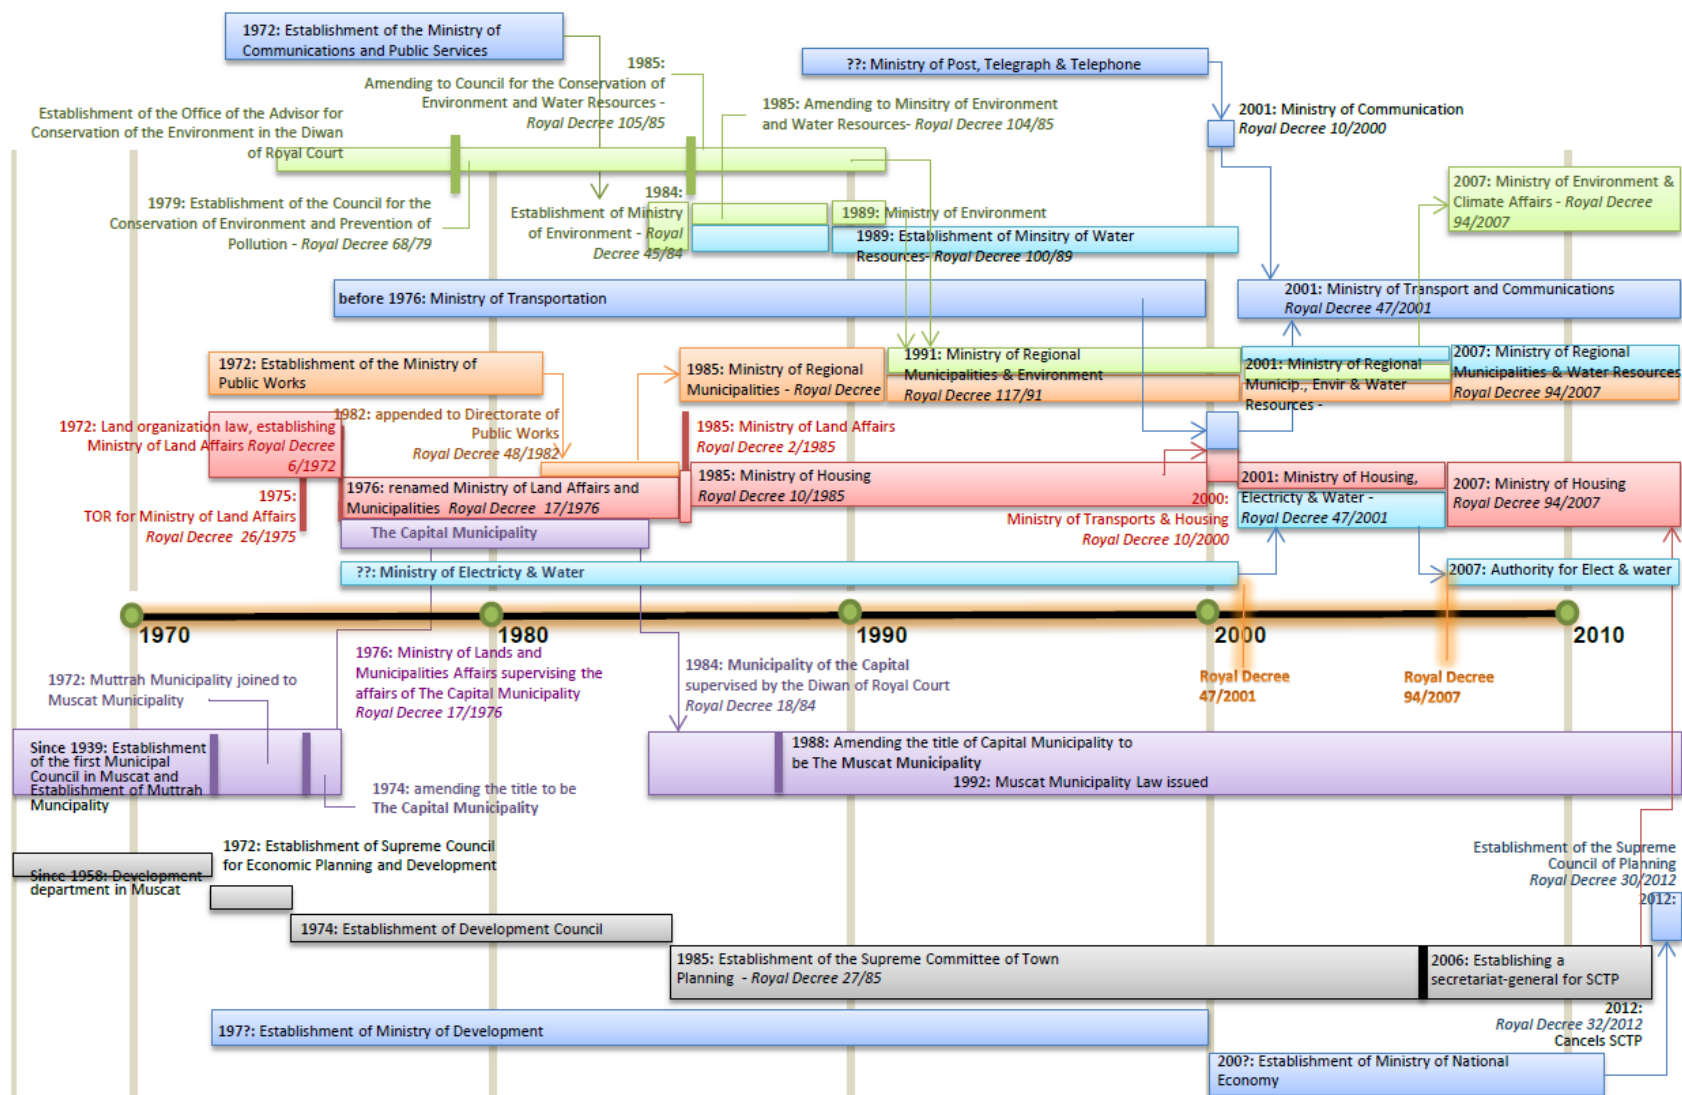 1972: Establishment of the Ministry of
Communications and Public Services
??: Ministry of Post, Telegraph & Telephone
1985:
Amending to Council for the Conservation of
Environment and Water Resources -
Royal Decree 105/85
1985: Amending to Minsitry of Environment
and Water Resources- Royal Decree 104/85
2001: Ministry of Communication
Royal Decree 10/2000
Establishment of the Office of the Advisor for
Conservation of the Environment in the Diwan
of Royal Court
1979: Establishment of the Council for the
Conservation of Environment and Prevention of
Pollution - Royal Decree 68/79
1984:
Establishment of Ministry
of Environment - Royal
Decree 45/84
1989: Ministry of Environment
1989: Establishment of Minsitry of Water
Resources- Royal Decree 100/89
2007: Ministry of Environment &
Climate Affairs - Royal Decree
94/2007
before 1976: Ministry of Transportation
2001: Ministry of Transport and Communications
Royal Decree 47/2001
1972: Establishment of the Ministry of
Public Works
1985: Ministry of Regional
Municipalities - Royal Decree
1991: Ministry of Regional
Municipalities & Environment
Royal Decree 117/91
2001: Ministry of Regional
Municip., Envir & Water
Resources -
2007: Ministry of Regional
Municipalities & Water Resources
Royal Decree 94/2007
1982: appended to Directorate of
Public Works
Royal Decree 48/1982
1972: Land organization law, establishing
Ministry of Land Affairs Royal Decree
6/1972
1985: Ministry of Land Affairs
Royal Decree 2/1985
1975:
TOR for Ministry of Land Affairs
Royal Decree 26/1975
1976: renamed Ministry of Land Affairs and
Municipalities Royal Decree 17/1976
1985: Ministry of Housing
Royal Decree 10/1985
2000:
Ministry of Transports & Housing
Royal Decree 10/2000
2001: Ministry of Housing,
Electricity & Water -
Royal Decree 47/2001
2007: Ministry of Housing
Royal Decree 94/2007
The Capital Municipality
??: Ministry of Electricty & Water
2007: Authority for Elect & water
1970
1980
1990
2000
2010
Royal Decree
47/2001
Royal Decree
94/2007
1972: Muttrah Municipality joined to
Muscat Municipality
1976: Ministry of Lands and
Municipalities Affairs supervising the
affairs of The Capital Municipality
Royal Decree 17/1976
1984: Municipality of the Capital
supervised by the Diwan of Royal Court
Royal Decree 18/84
Since 1939: Establishment
of the first Municipal
Council in Muscat and
Establishment of Muttrah
Muncipality
1974: amending the title to be
The Capital Municipality
1988: Amending the title of Capital Municipality to
be The Muscat Municipality
1992: Muscat Municipality Law issued
Since 1958: Development
department in Muscat
1972: Establishment of Supreme Council
for Economic Planning and Development
1974: Establishment of Development Council
1985: Establishment of the Supreme Committee of Town
Planning - Royal Decree 27/85
2006: Establishing a
secretariat-general for SCTP
Establishment of the Supreme
Council of Planning
Royal Decree 30/2012
2012:
2012:
Royal Decree 32/2012
Cancels SCTP
197?: Establishment of Ministry of Development
200?: Establishment of Ministry of National
Economy